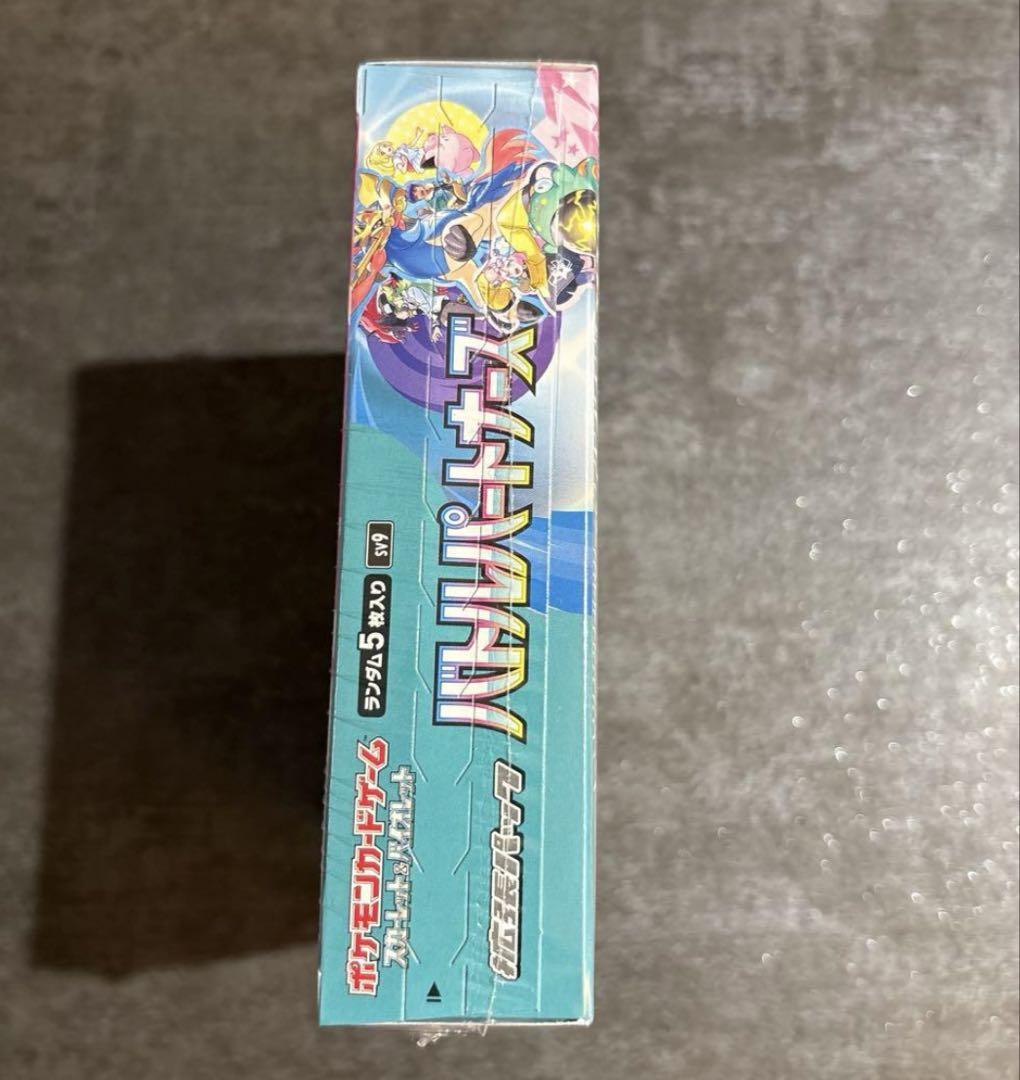 ポケモンカードゲーム
スカーレット&バイオレット
ランダム5枚入り
SV9
拡張パック
バトルパートナーズ